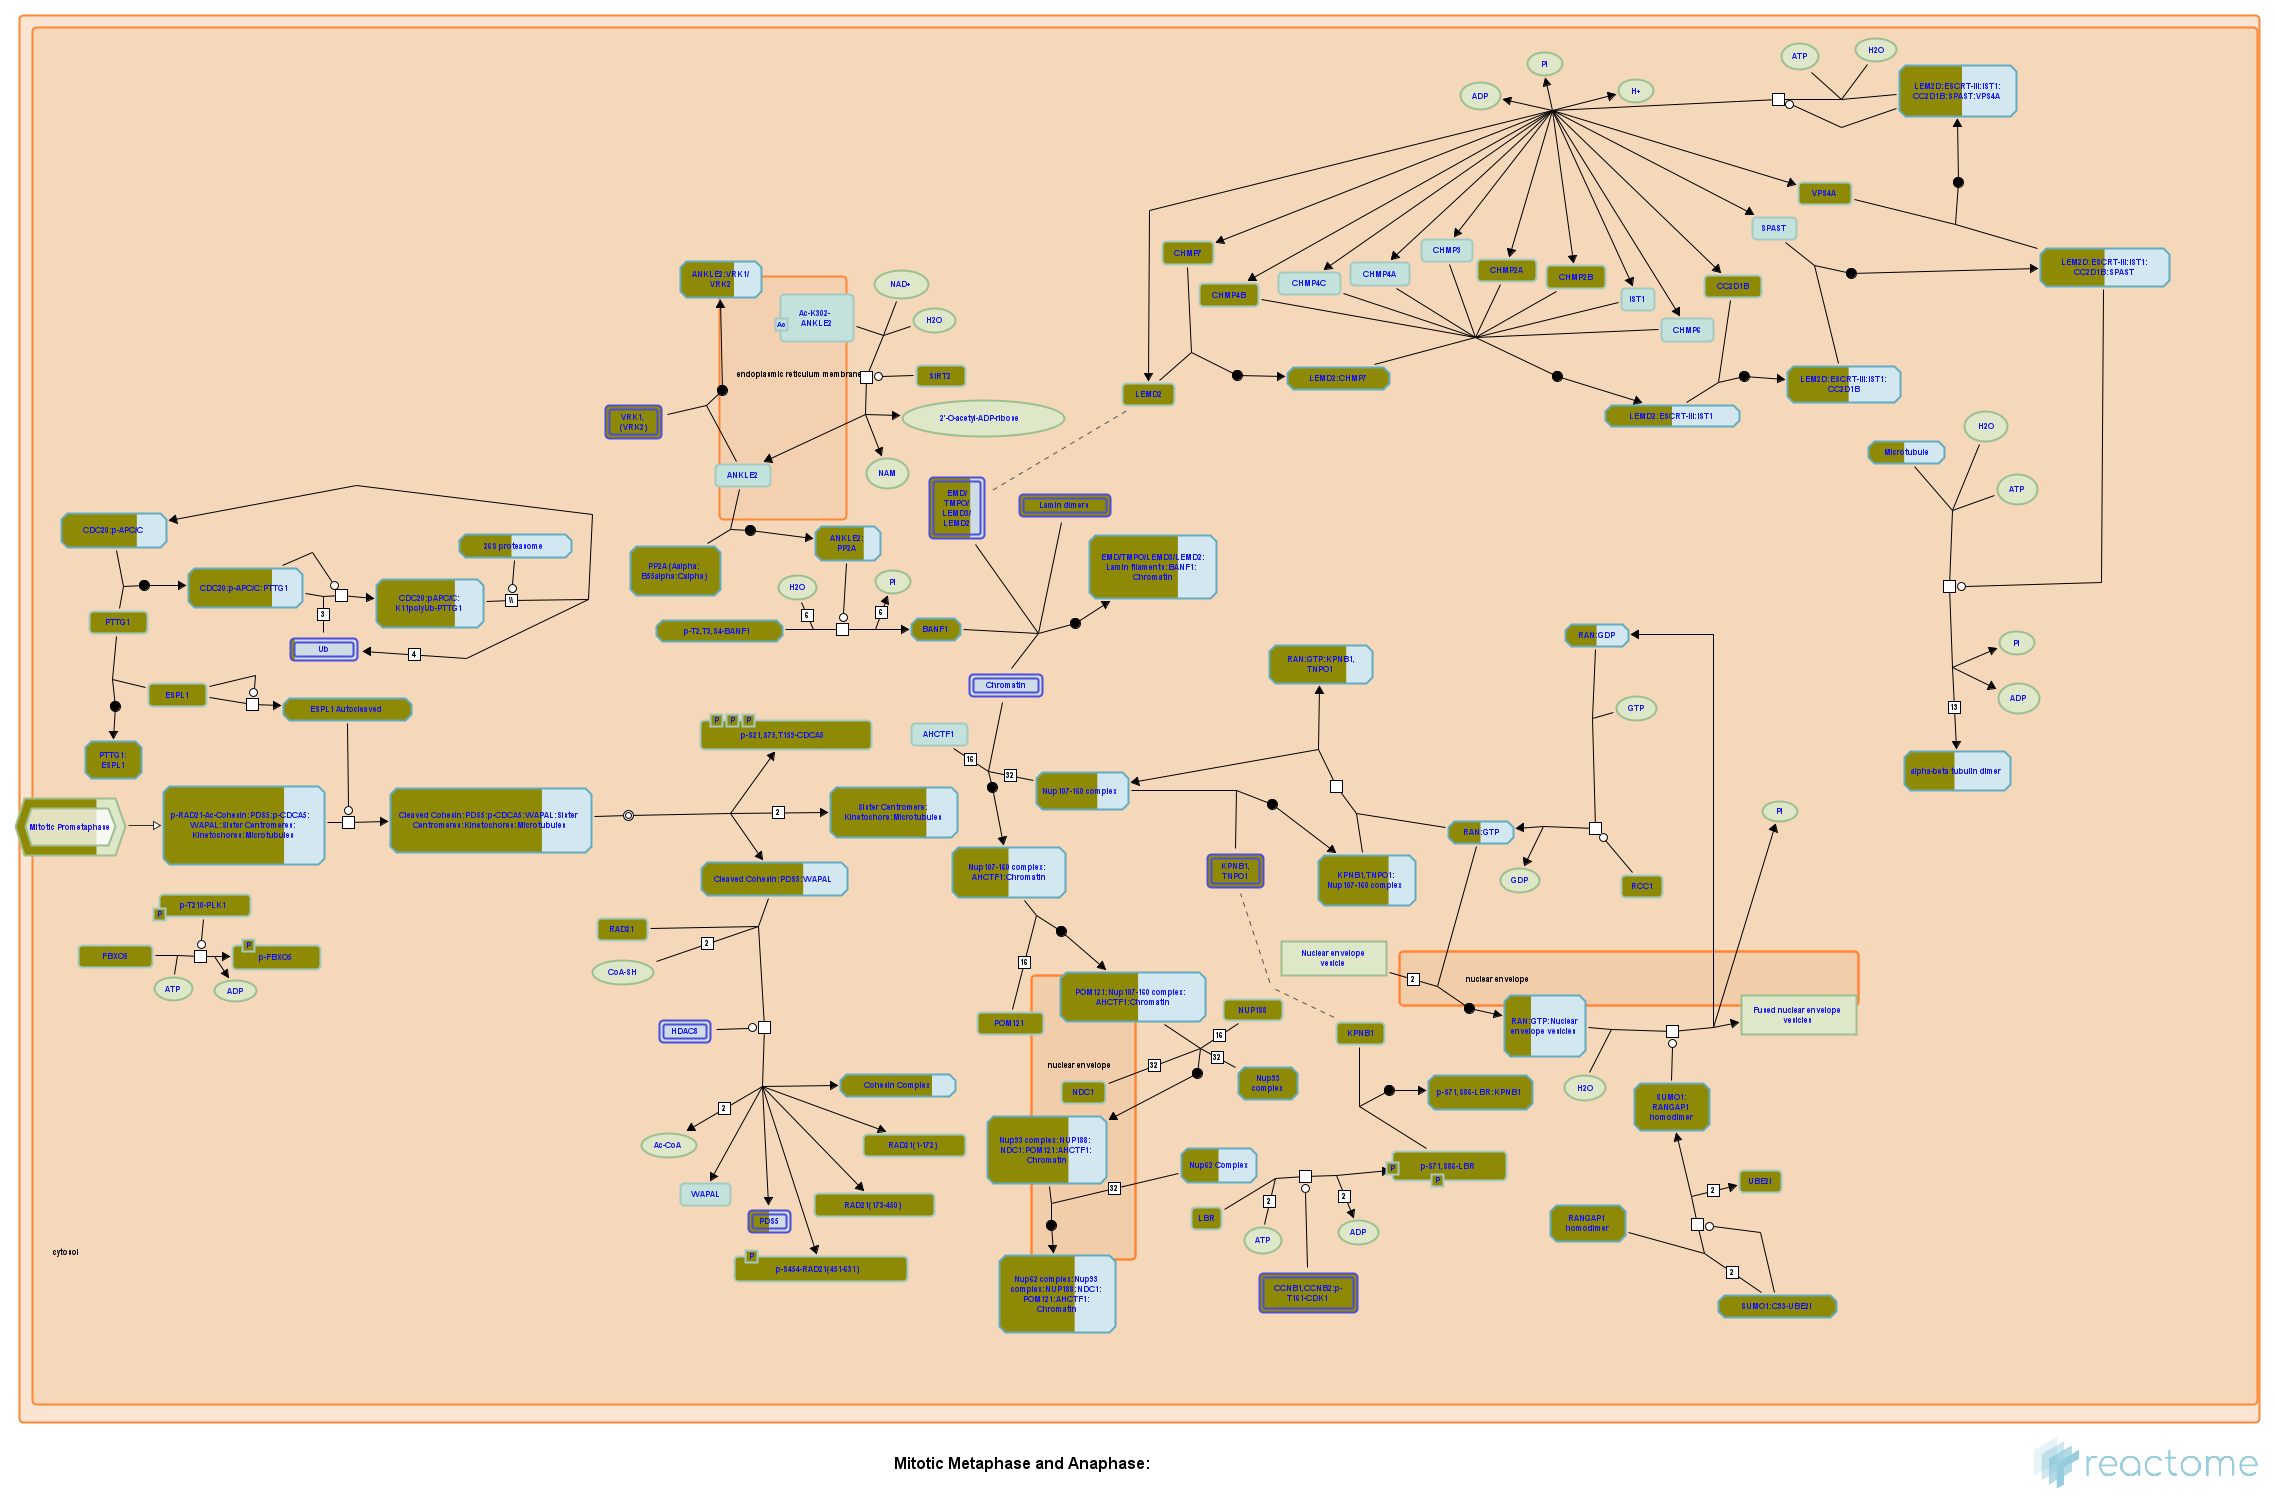 ATP
H2O
Pi
ADP
H+
LEM2D:ESCRT-III:IST1:
CC2D1B:SPAST:VPS4A
VPS4A
SPAST
CHMP7
CHMP3
CHMP4A
CHMP2A
CHMP2B
CHMP4C
CHMP4B
IST1
CC2D1B
CHMP6
LEM2D:ESCRT-III:IST1:
CC2D1B:SPAST
ANKLE2:VRK1/
VRK2
Ac-K302-
ANKLE2
Ac
NAD+
H2O
endoplasmic reticulum membrane
SIRT2
LEMD2
LEMD2:CHMP7
LEM2D:ESCRT-III:IST1:
CC2D1B
LEMD2:ESCRT-III:IST1
VRK1,
(VRK2)
2'-O-acetyl-ADP-ribose
ANKLE2
NAM
Microtubule
H2O
ATP
EMD/
TMPO/
LEMD3/
LEMD2
Lamin dimers
CDC20:p-APC/C
26S proteasome
ANKLE2:
PP2A
PP2A (Aalpha:
B55alpha:Calpha)
EMD/TMPO/LEMD3/LEMD2:
Lamin filaments:BANF1:
Chromatin
CDC20:p-APC/C:PTTG1
CDC20:pAPC/C:
K11polyUb-PTTG1
\\
3
H2O
Pi
6
6
PTTG1
p-T2,T3,S4-BANF1
BANF1
Ub
4
RAN:GDP
Pi
ADP
13
RAN:GTP:KPNB1,
TNPO1
Chromatin
ESPL1
ESPL1 Autocleaved
GTP
P
P
P
p-S21,S75,T159-CDCA5
AHCTF1
16
32
PTTG1:
ESPL1
alpha-beta tubulin dimer
Nup107-160 complex
Mitotic Prometaphase
p-RAD21-Ac-Cohesin:PDS5:p-CDCA5:
WAPAL:Sister Centromeres:
Kinetochores:Microtubules
Cleaved Cohesin:PDS5:p-CDCA5:WAPAL:Sister
Centromeres:Kinetochores:Microtubules
2
Sister Centromere:
Kinetochore:Microtubules
RAN:GTP
Pi
Cleaved Cohesin:PDS5:WAPAL
Nup107-160 complex:
AHCTF1:Chromatin
KPNB1,
TNPO1
KPNB1,TNPO1:
Nup107-160 complex
GDP
RCC1
p-T210-PLK1
P
RAD21
2
CoA-SH
FBXO5
P
p-FBXO5
ATP
ADP
16
Nuclear envelope
vesicle
2
nuclear envelope
POM121:Nup107-160 complex:
AHCTF1:Chromatin
POM121
NUP188
16
32
32
RAN:GTP:Nuclear
envelope vesicles
Fused nuclear envelope
vesicles
HDAC8
KPNB1
nuclear envelope
NDC1
Nup93
complex
Cohesin Complex
p-S71,S86-LBR:KPNB1
H2O
SUMO1:
RANGAP1
homodimer
2
Ac-CoA
RAD21(1-172)
Nup93 complex:NUP188:
NDC1:POM121:AHCTF1:
Chromatin
Nup62 Complex
32
P
p-S71,S86-LBR
P
WAPAL
RAD21(173-450)
PDS5
LBR
2
2
ATP
ADP
UBE2I
2
RANGAP1
homodimer
2
cytosol
P
p-S454-RAD21(451-631)
Nup62 complex:Nup93
complex:NUP188:NDC1:
POM121:AHCTF1:
Chromatin
CCNB1,CCNB2:p-
T161-CDK1
SUMO1:C93-UBE2I
Mitotic Metaphase and Anaphase:
reactome